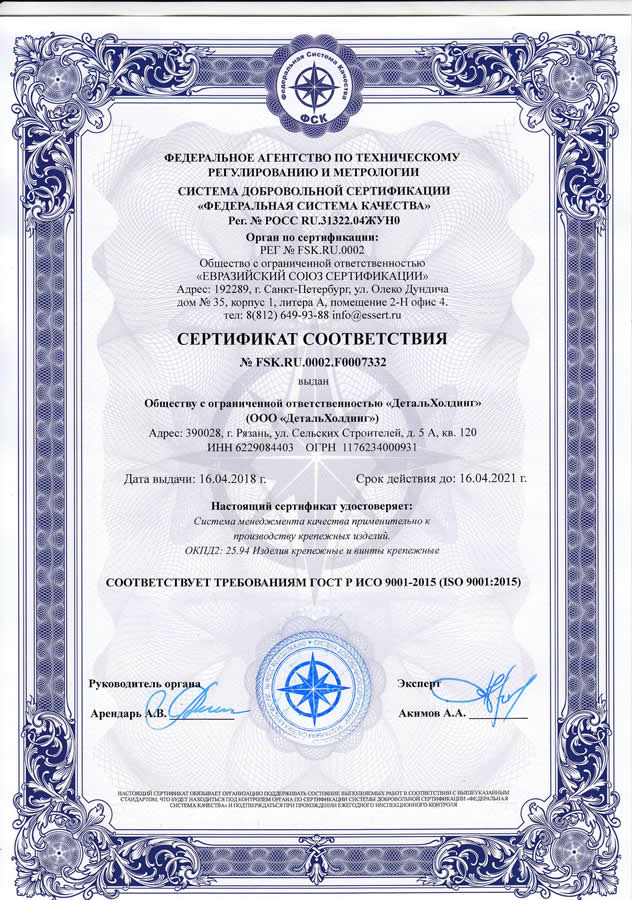 Федеральная Система Качества
ФСК
ФЕДЕРАЛЬНОЕ АГЕНТСТВО ПО ТЕХНИЧЕСКОМУ
РЕГУЛИРОВАНИЮ И МЕТРОЛОГИИ
СИСТЕМА ДОБРОВОЛЬНОЙ СЕРТИФИКАЦИИ
«ФЕДЕРАЛЬНАЯ СИСТЕМА КАЧЕСТВА»
Рег. № РОСС RU.31322.04ЖУН0
Орган по сертификации:
РЕГ № FSK.RU.0002
Общество с ограниченной ответственностью
«ЕВРАЗИЙСКИЙ СОЮЗ СЕРТИФИКАЦИИ»
Адрес: 192289, г. Санкт-Петербург, ул. Олеко Дундича
дом № 35, корпус 1, литера А, помещение 2-Н офис 4.
тел: 8(812) 649-93-88 info@essert.ru
СЕРТИФИКАТ СООТВЕТСТВИЯ
№ FSK.RU.0002.F0007332
выдан
Обществу с ограниченной ответственностью «ДетальХолдинг»
(ООО «ДетальХолдинг»)
Адрес: 390028, г. Рязань, ул. Сельских Строителей, д. 5 А, кв. 120
ИНН 6229084403 ОГРН 1176234000931
Дата выдачи: 16.04.2018 г. Срок действия до: 16.04.2021 г.
Настоящий сертификат удостоверяет:
Система менеджмента качества применительно к
производству крепежных изделий.
ОКПД2: 25.94 Изделия крепежные и винты крепежные
СООТВЕТСТВУЕТ ТРЕБОВАНИЯМ ГОСТ Р ИСО 9001-2015 (ISO 9001:2015)
Руководитель органа Эксперт
Арендарь А.В. Акимов А.А.
НАСТОЯЩИЙ СЕРТИФИКАТ ОБЯЗЫВАЕТ ОРГАНИЗАЦИЮ ПОДДЕРЖИВАТЬ СОСТОЯНИЕ ВЫПОЛНЯЕМЫХ РАБОТ В СООТВЕТСТВИИ С ВЫШЕУКАЗАННЫМ
СТАНДАРТОМ, ЧТО БУДЕТ НАХОДИТЬСЯ ПОД КОНТРОЛЕМ ОРГАНА ПО СЕРТИФИКАЦИИ СИСТЕМЫ ДОБРОВОЛЬНОЙ СЕРТИФИКАЦИИ «ФЕДЕРАЛЬНАЯ
СИСТЕМА КАЧЕСТВА» И ПОДТВЕРЖДАТЬСЯ ПРИ ПРОХОЖДЕНИИ ЕЖЕГОДНОГО ИНСПЕКЦИОННОГО КОНТРОЛЯ